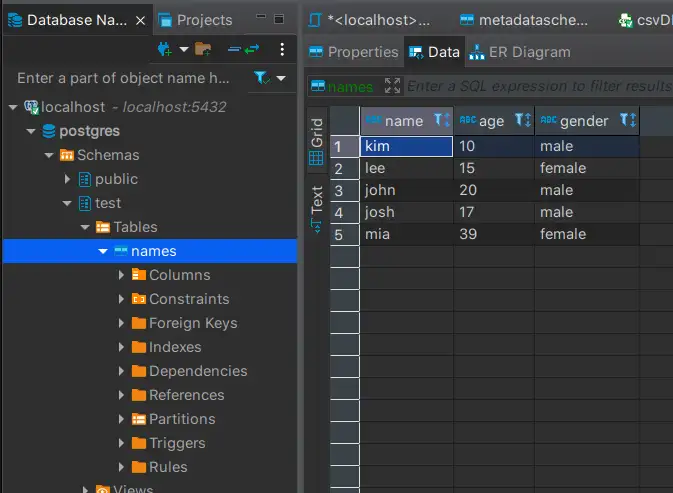 Database Na...
Projects
Enter a part of object name h...
localhost - localhost:5432
postgres
Schemas
public
test
Tables
names
Columns
Constraints
Foreign Keys
Indexes
Dependencies
References
Partitions
Triggers
Rules
Views
*<localhost>...
metadatasche...
csvD
Properties
Data
ER Diagram
names
Enter a SQL expression to filter results
Grid
Text
ABC name ABC age ABC gender
1 kim 10 male
2 lee 15 female
3 john 20 male
4 josh 17 male
5 mia 39 female